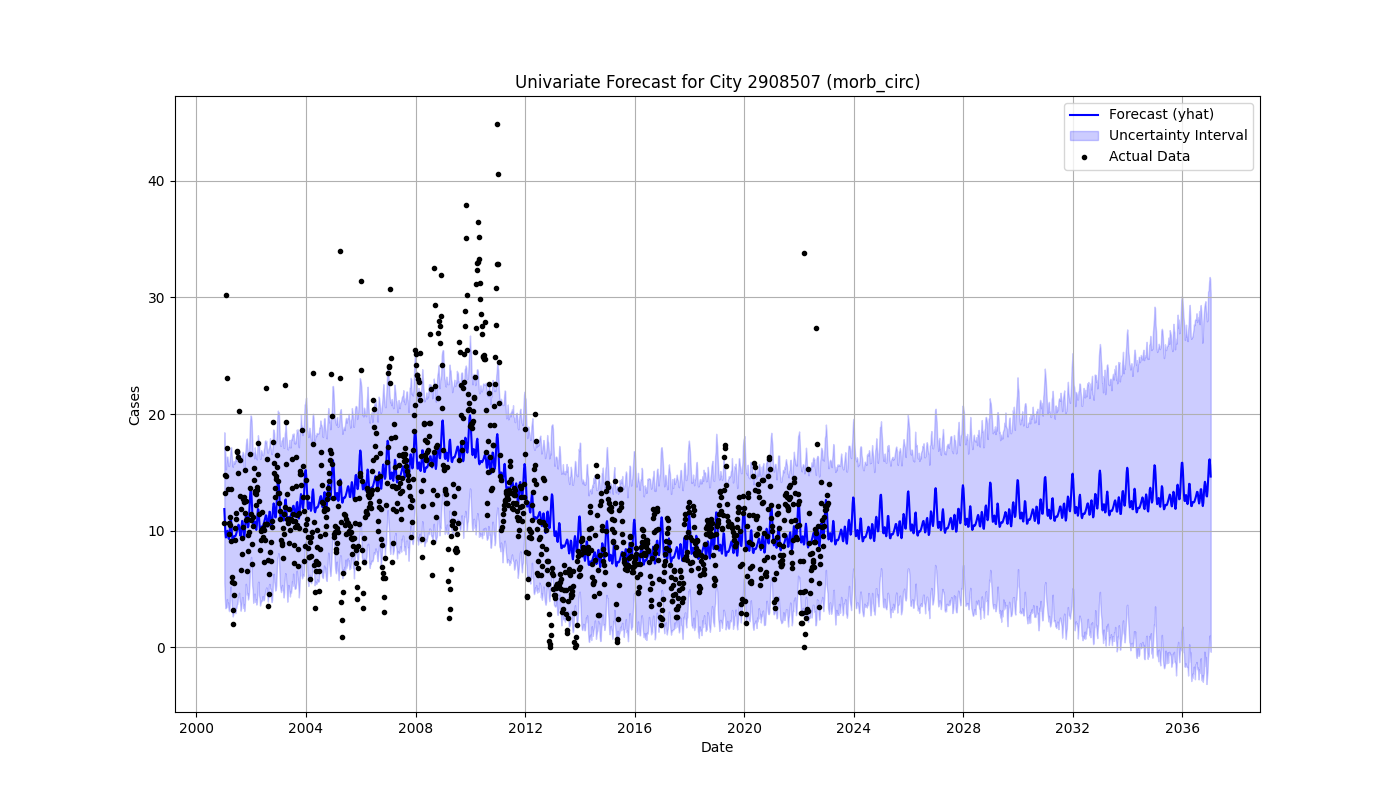 Univariate Forecast for City 2908507 (morb_circ)
Forecast (yhat)
Uncertainty Interval
Actual Data
Cases
40
30
20
10
0
2000 2004 2008 2012 2016 2020 2024 2028 2032 2036
Date